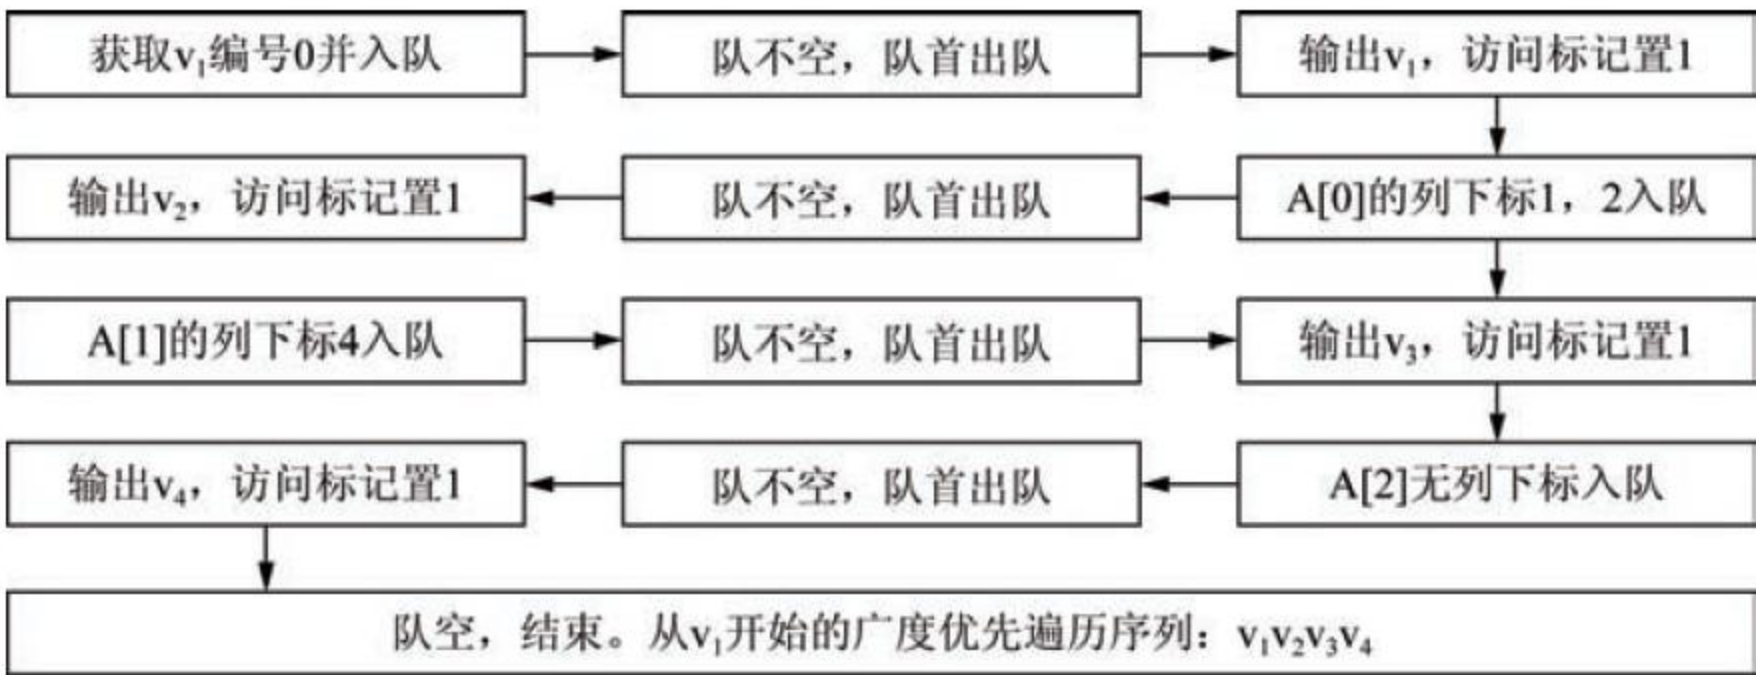 获取v₁编号0并入队
队不空，队首出队
输出v₁，访问标记置1
输出v₂，访问标记置1
队不空，队首出队
A[0]的列下标1，2入队
A[1]的列下标4入队
队不空，队首出队
输出v₃，访问标记置1
输出v₄，访问标记置1
队不空，队首出队
A[2]无列下标入队
队空，结束。从v₁开始的广度优先遍历序列：v₁v₂v₃v₄